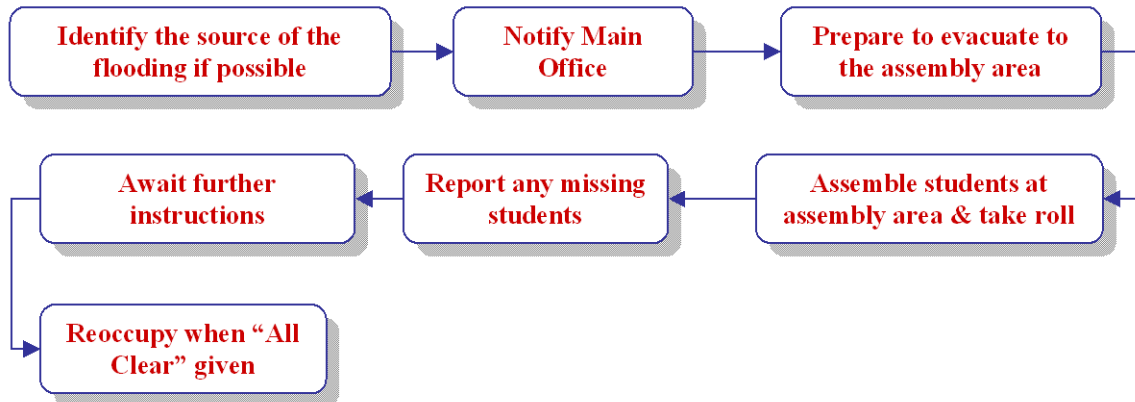 Identify the source of the
flooding if possible
Notify Main
Office
Prepare to evacuate to
the assembly area
Assemble students at
assembly area & take roll
Report any missing
students
Await further
instructions
Reoccupy when “All
Clear” given